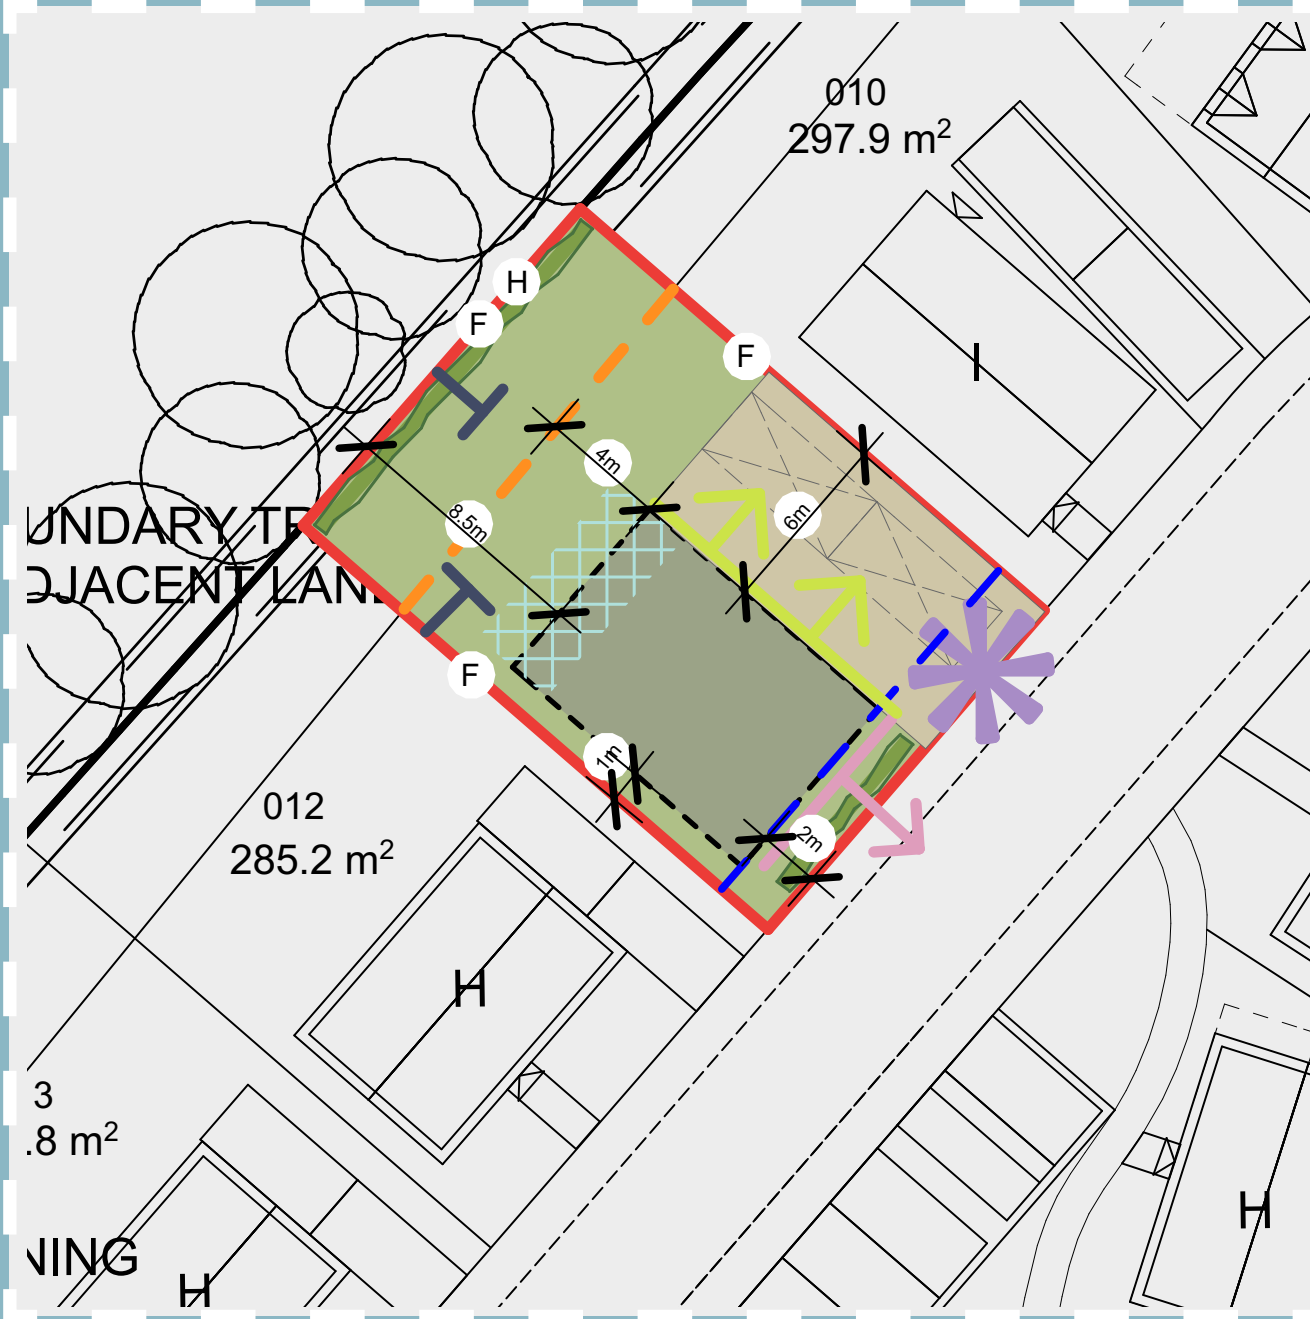 010
297.9 m²
H
F
F
I
4m
8.5m
6m
UNDARY TR
DJACENT LAND
F
1m
2m
012
285.2 m²
H
3
.8 m²
H
NING
H